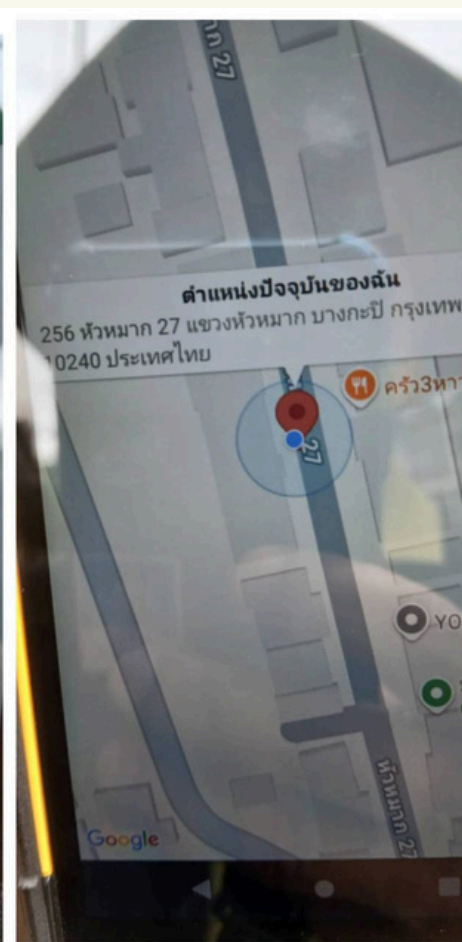 27
ตำแหน่งปัจจุบันของฉัน
256 หัวหมาก 27 แขวงหัวหมาก บางกะปิ กรุงเทพ
10240 ประเทศไทย
ครัว3หา
27
YO
หัวหมาก 27
Google